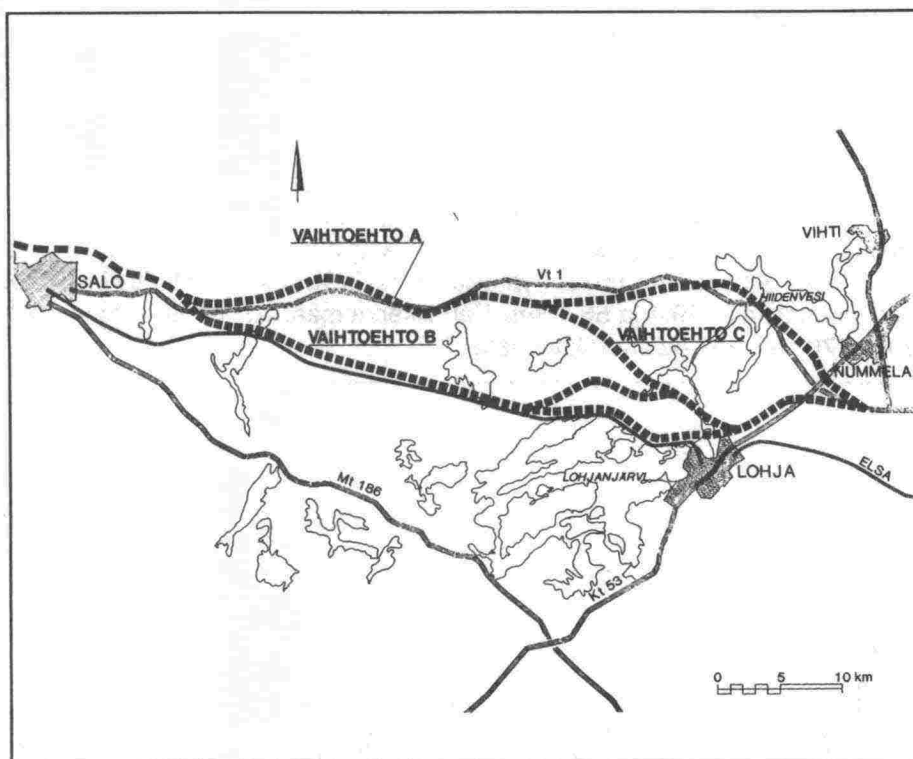 VIHTI
VAIHTOEHTO A
Vt 1
SALO
HIIDENVESI
VAIHTOEHTO B
VAIHTOEHTO C
NUMMELA
LOHJANJÄRVI
LOHJA
ELSA
Mt 186
Kt 53
0 5 10 km